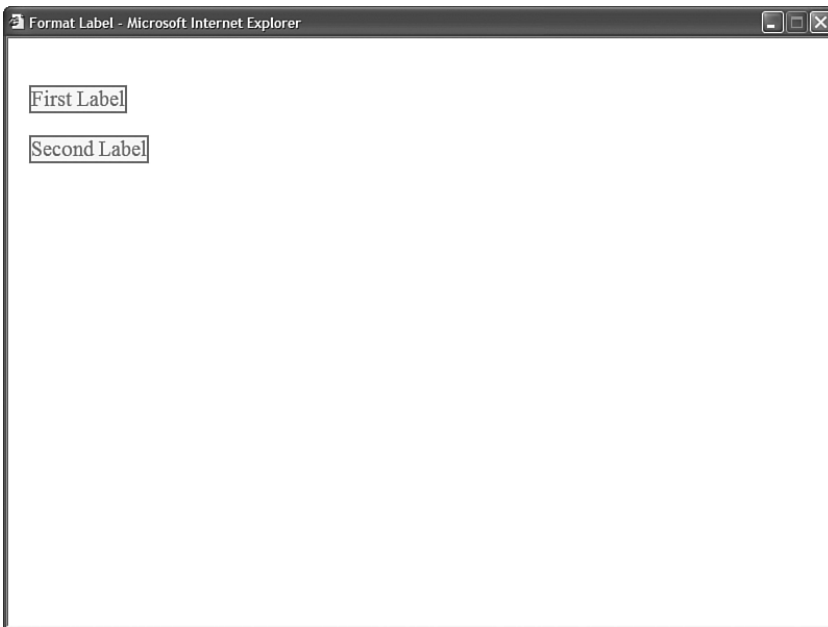 Format Label - Microsoft Internet Explorer
First Label
Second Label